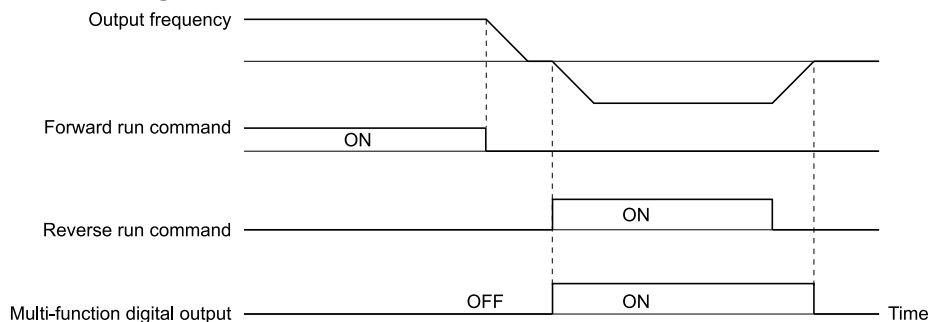 Output frequency
Forward run command
ON
Reverse run command
ON
Multi-function digital output
OFF
ON
Time